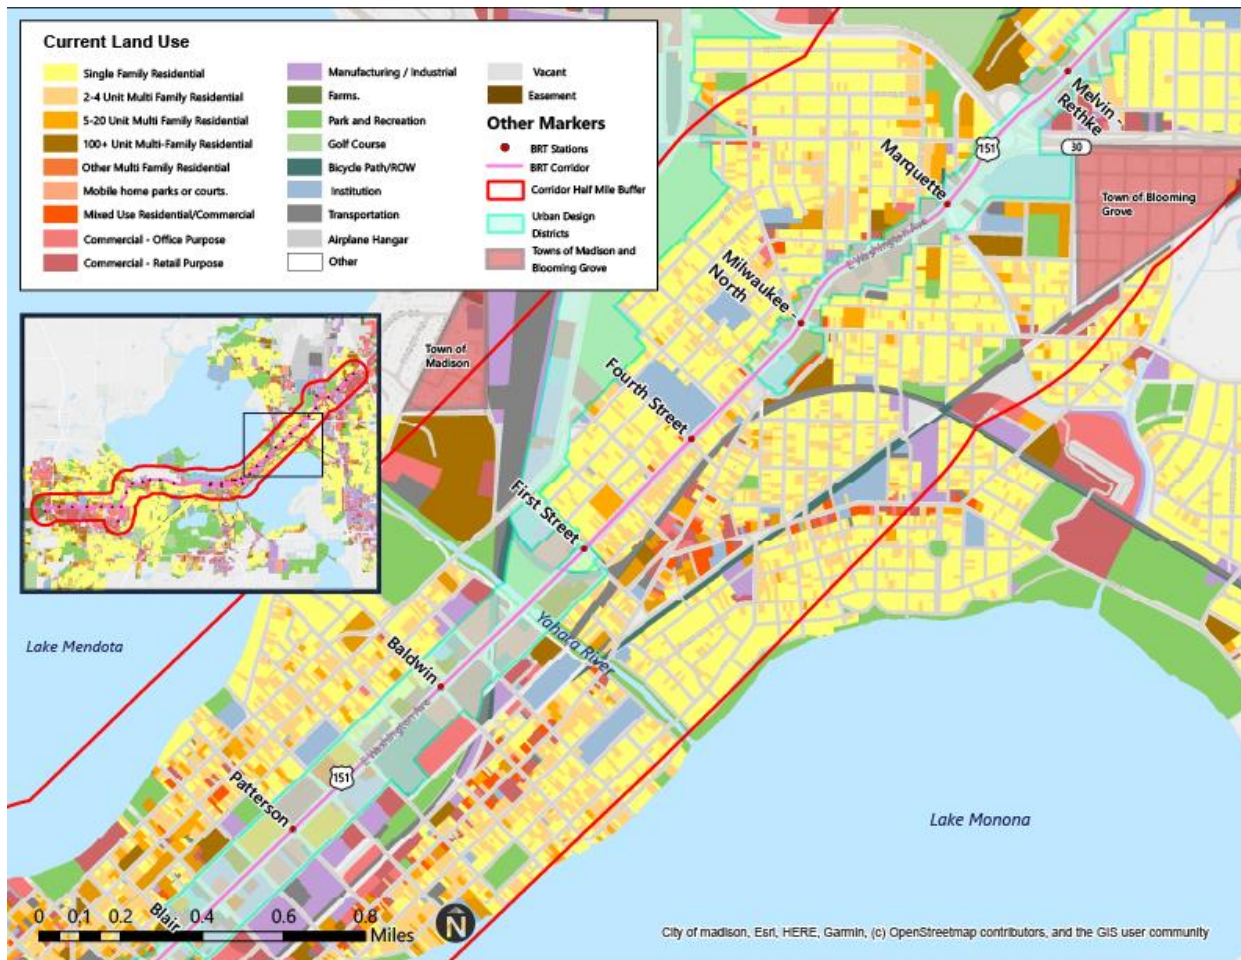 Current Land Use
Single Family Residential
2-4 Unit Multi Family Residential
5-20 Unit Multi Family Residential
100+ Unit Multi-Family Residential
Other Multi Family Residential
Mobile home parks or courts.
Mixed Use Residential/Commercial
Commercial - Office Purpose
Commercial - Retail Purpose
Manufacturing / Industrial
Farms.
Park and Recreation
Golf Course
Bicycle Path/ROW
Institution
Transportation
Airplane Hangar
Other
Vacant
Easement
Other Markers
BRT Stations
BRT Corridor
Corridor Half Mile Buffer
Urban Design
Districts
Towns of Madison and
Blooming Grove
Melvin -
Rethke
30
151
Marquette
Town of Blooming
Grove
E Washington Ave
Milwaukee -
North
Town of
Madison
Fourth Street
First Street
Yahara River
Lake Mendota
Baldwin
E Washington Ave
151
Patterson
Lake Monona
Blair
0 0.1 0.2 0.4 0.6 0.8
Miles
N
City of madison, Esri, HERE, Garmin, (c) OpenStreetmap contributors, and the GIS user community